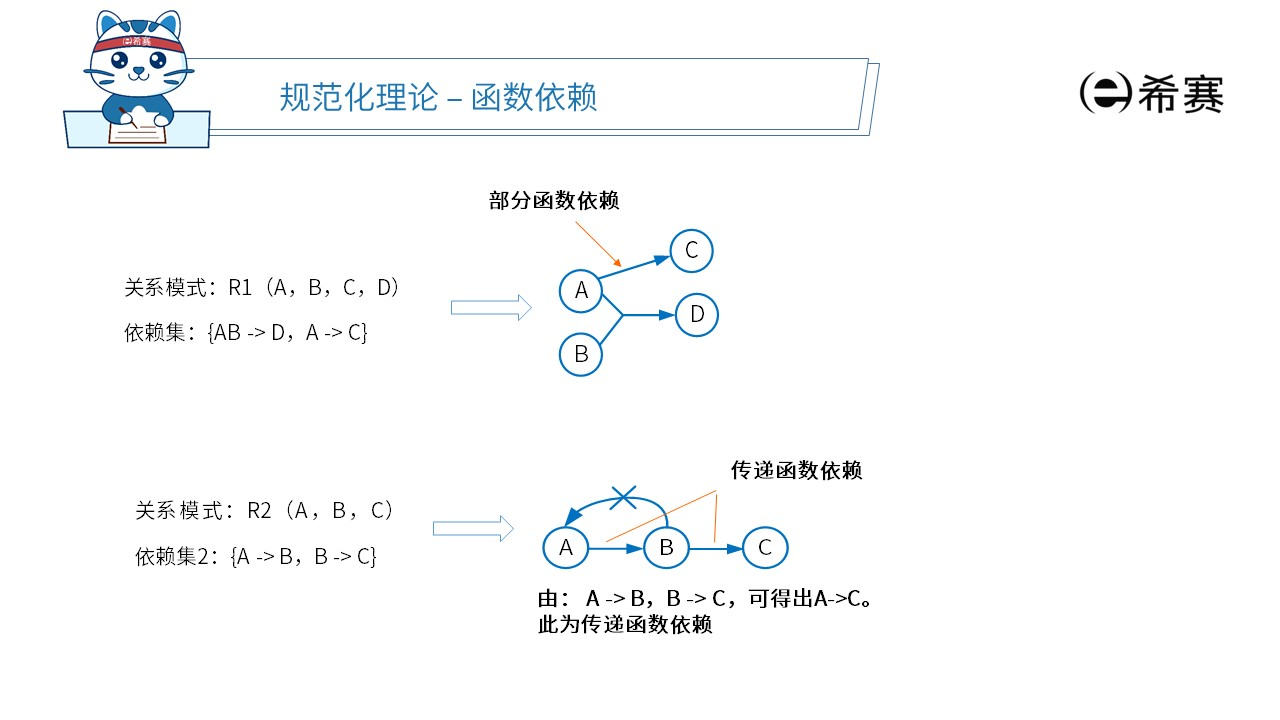 希赛
规范化理论 – 函数依赖
希赛
部分函数依赖
关系模式：R1（A，B，C，D）
依赖集：{AB -> D，A -> C}
C
A
D
B
传递函数依赖
关系模式：R2（A，B，C）
依赖集2：{A -> B，B -> C}
A
B
C
由： A -> B，B -> C，可得出A->C。
此为传递函数依赖